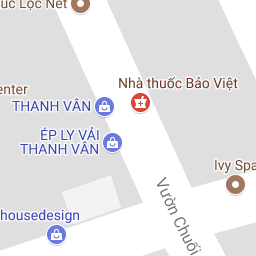 úc Lộc Net
enter
Nhà thuốc Bảo Việt
THANH VÂN
ÉP LY VẢI
THANH VÂN
Ivy Spa
Vườn Chuối
housedesign